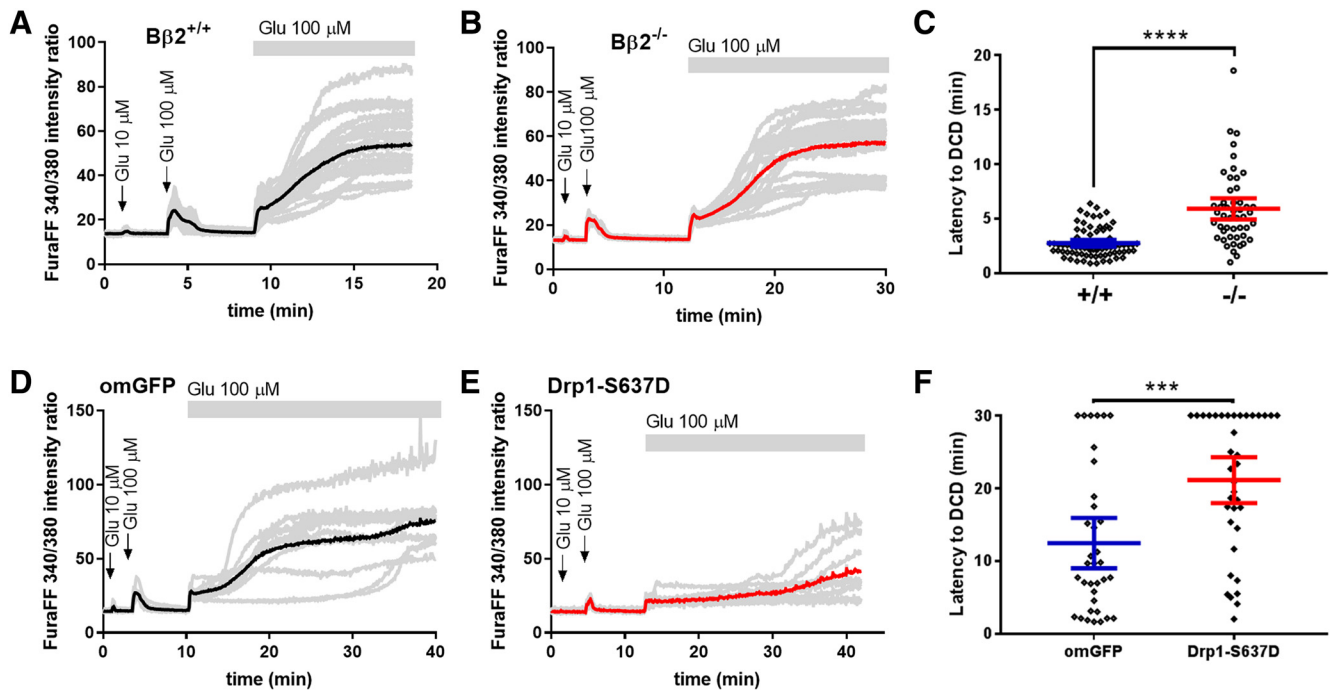 A
Bβ2+/+
Glu 100 μM
FuraFF 340/380 intensity ratio
100
80
60
40
20
0
Glu 10 μM
Glu 100 μM
0 5 10 15 20
time (min)
B
Bβ2-/-
Glu 100 μM
FuraFF 340/380 intensity ratio
100
80
60
40
20
0
Glu 10 μM
Glu100 μM
0 10 20 30
time (min)
C
****
Latency to DCD (min)
20
15
10
5
0
+/+ -/-
D
omGFP
Glu 100 μM
FuraFF 340/380 intensity ratio
150
100
50
0
Glu 10 μM
Glu 100 μM
0 10 20 30 40
time (min)
E
Drp1-S637D
Glu 100 μM
FuraFF 340/380 intensity ratio
150
100
50
0
Glu 10 μM
Glu 100 μM
0 10 20 30 40
time (min)
F
***
Latency to DCD (min)
30
20
10
0
omGFP Drp1-S637D